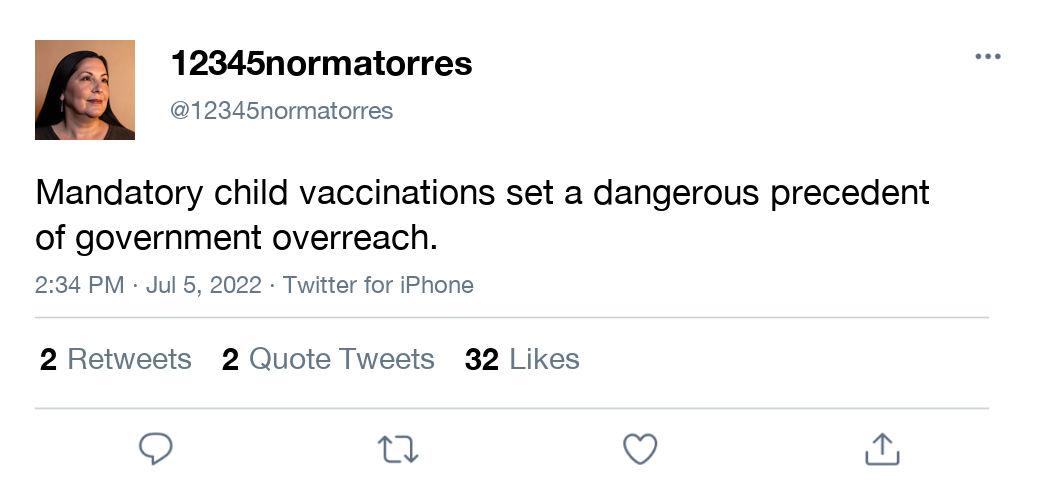 12345normatorres
@12345normatorres
Mandatory child vaccinations set a dangerous precedent
of government overreach.
2:34 PM · Jul 5, 2022 · Twitter for iPhone
2 Retweets 2 Quote Tweets 32 Likes